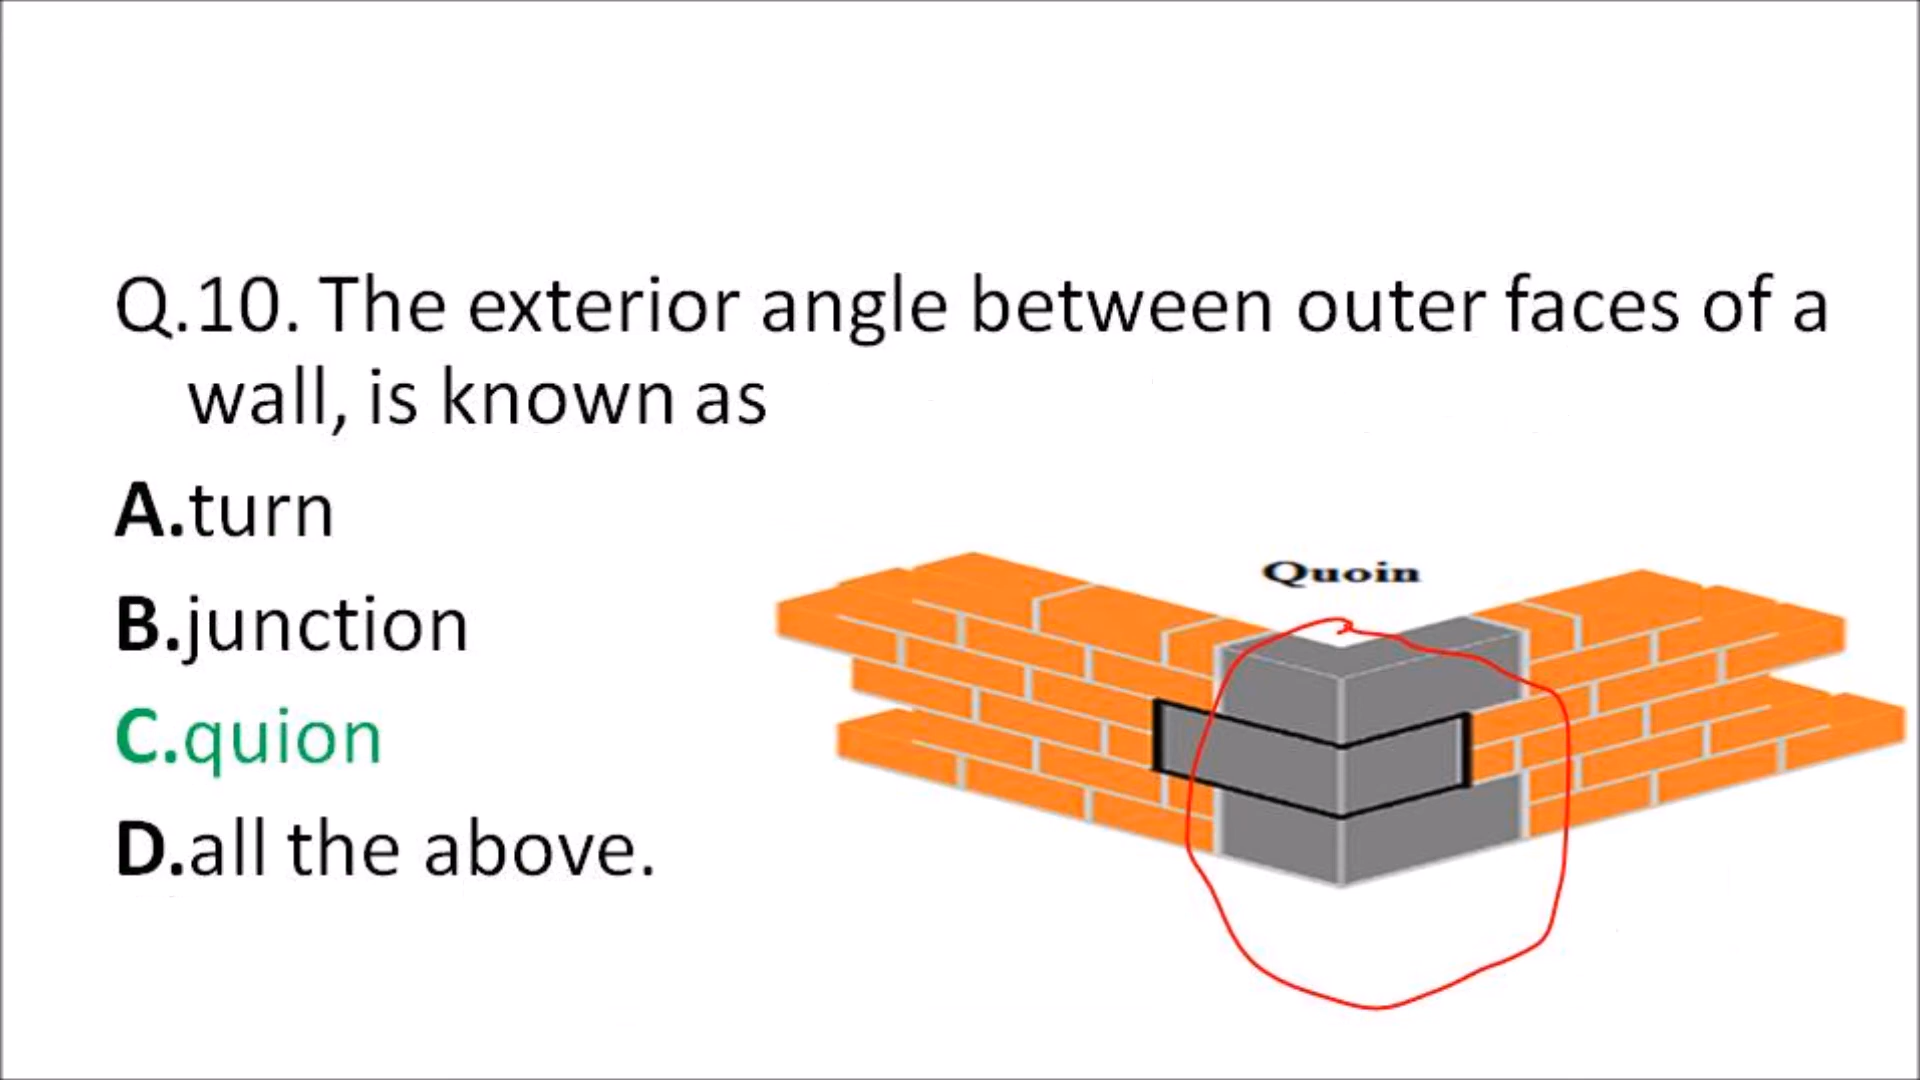 Q.10. The exterior angle between outer faces of a
wall, is known as
A.turn
B.junction
C.quion
D.all the above.
Quoin